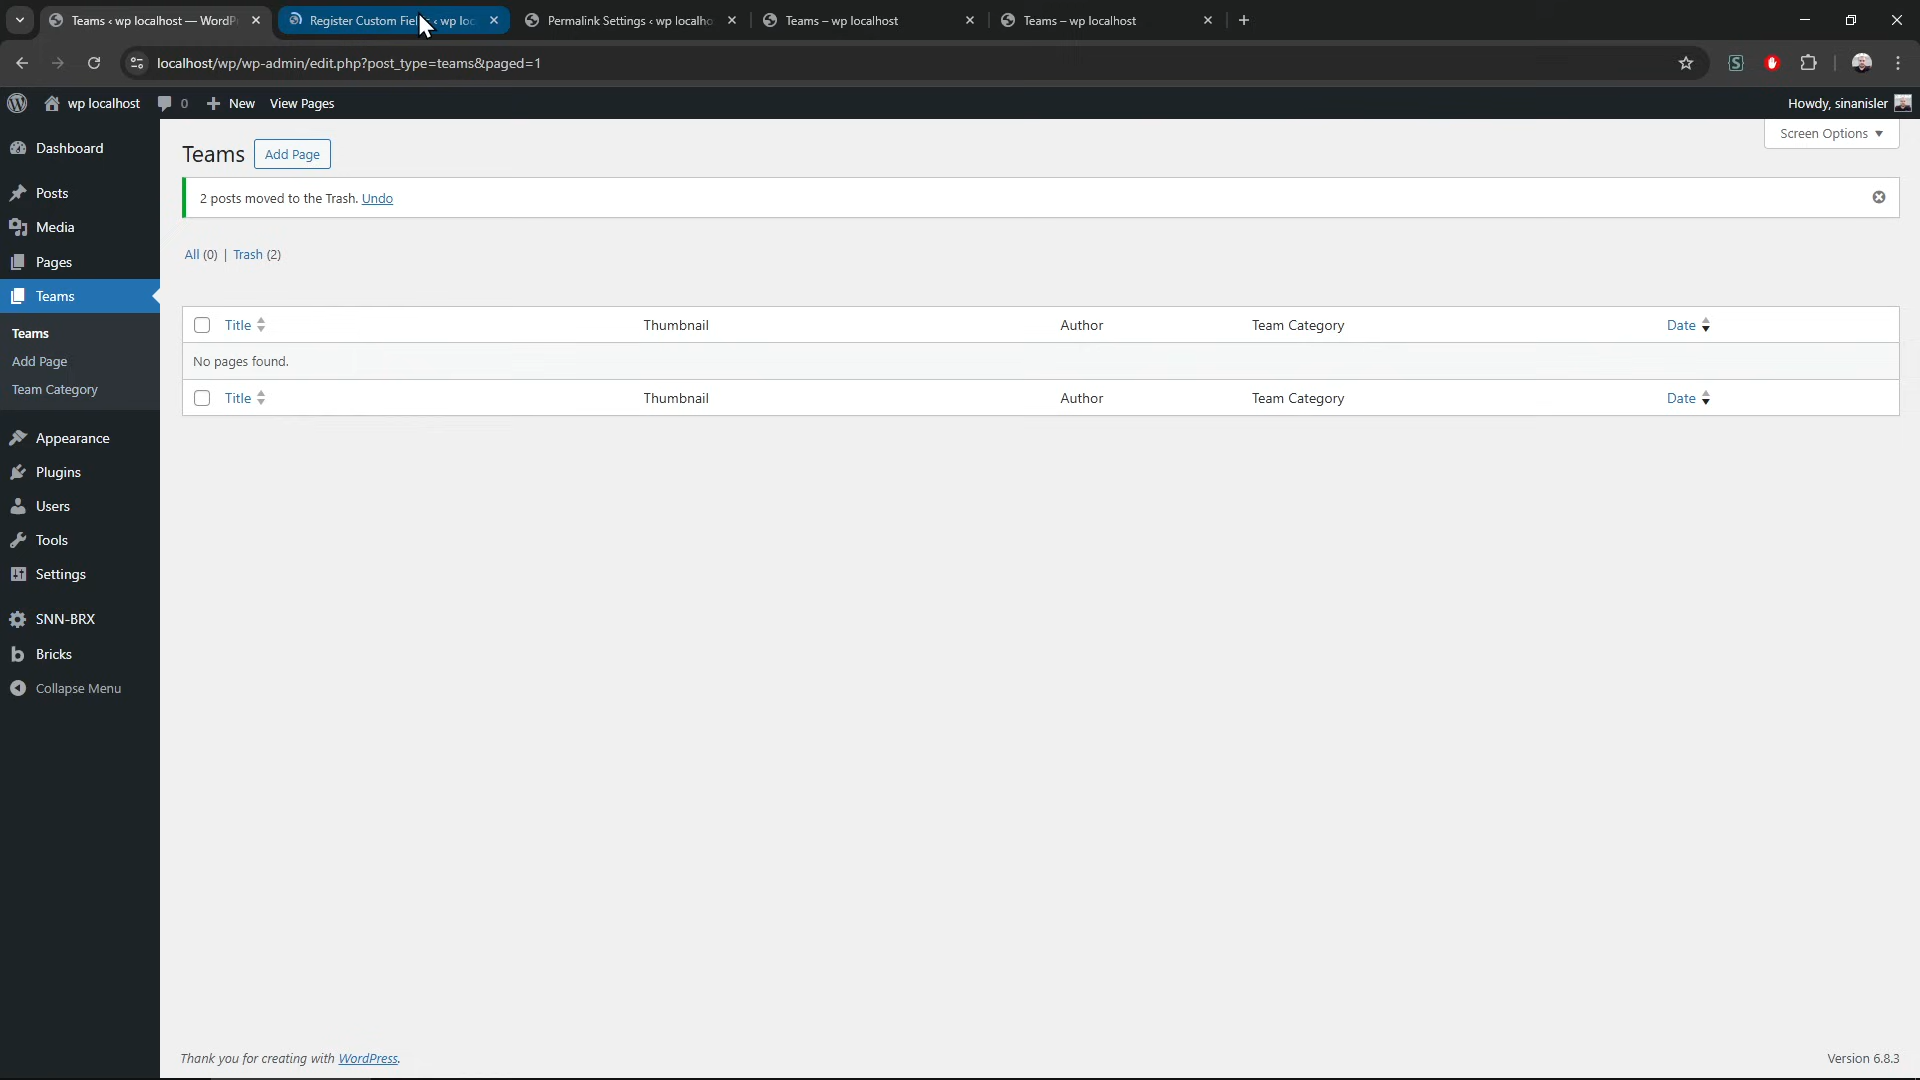 Teams ‹ wp localhost — WordP
Register Custom Fiel ‹ wp loc
Permalink Settings ‹ wp localho
Teams – wp localhost
Teams – wp localhost
localhost/wp/wp-admin/edit.php?post_type=teams&paged=1
wp localhost
0
New
View Pages
Howdy, sinanisler
Dashboard
Posts
Media
Pages
Teams
Teams
Add Page
Team Category
Appearance
Plugins
Users
Tools
Settings
SNN-BRX
Bricks
Collapse Menu
Screen Options
Teams
Add Page
2 posts moved to the Trash. Undo
All (0) | Trash (2)
Title Thumbnail Author Team Category Date
No pages found.
Title Thumbnail Author Team Category Date
Thank you for creating with WordPress.
Version 6.8.3